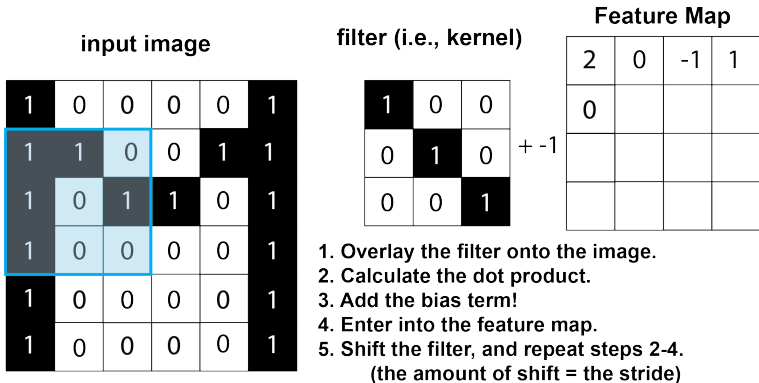 input image
filter (i.e., kernel)
Feature Map
1 0 0 0 0 1
1 1 0 0 1 1
1 0 1 1 0 1
1 0 0 0 0 1
1 0 0 0 0 1
1 0 0 0 0 1
1 0 0
0 1 0
0 0 1
+ -1
2 0 -1 1
0
1. Overlay the filter onto the image.
2. Calculate the dot product.
3. Add the bias term!
4. Enter into the feature map.
5. Shift the filter, and repeat steps 2-4.
(the amount of shift = the stride)